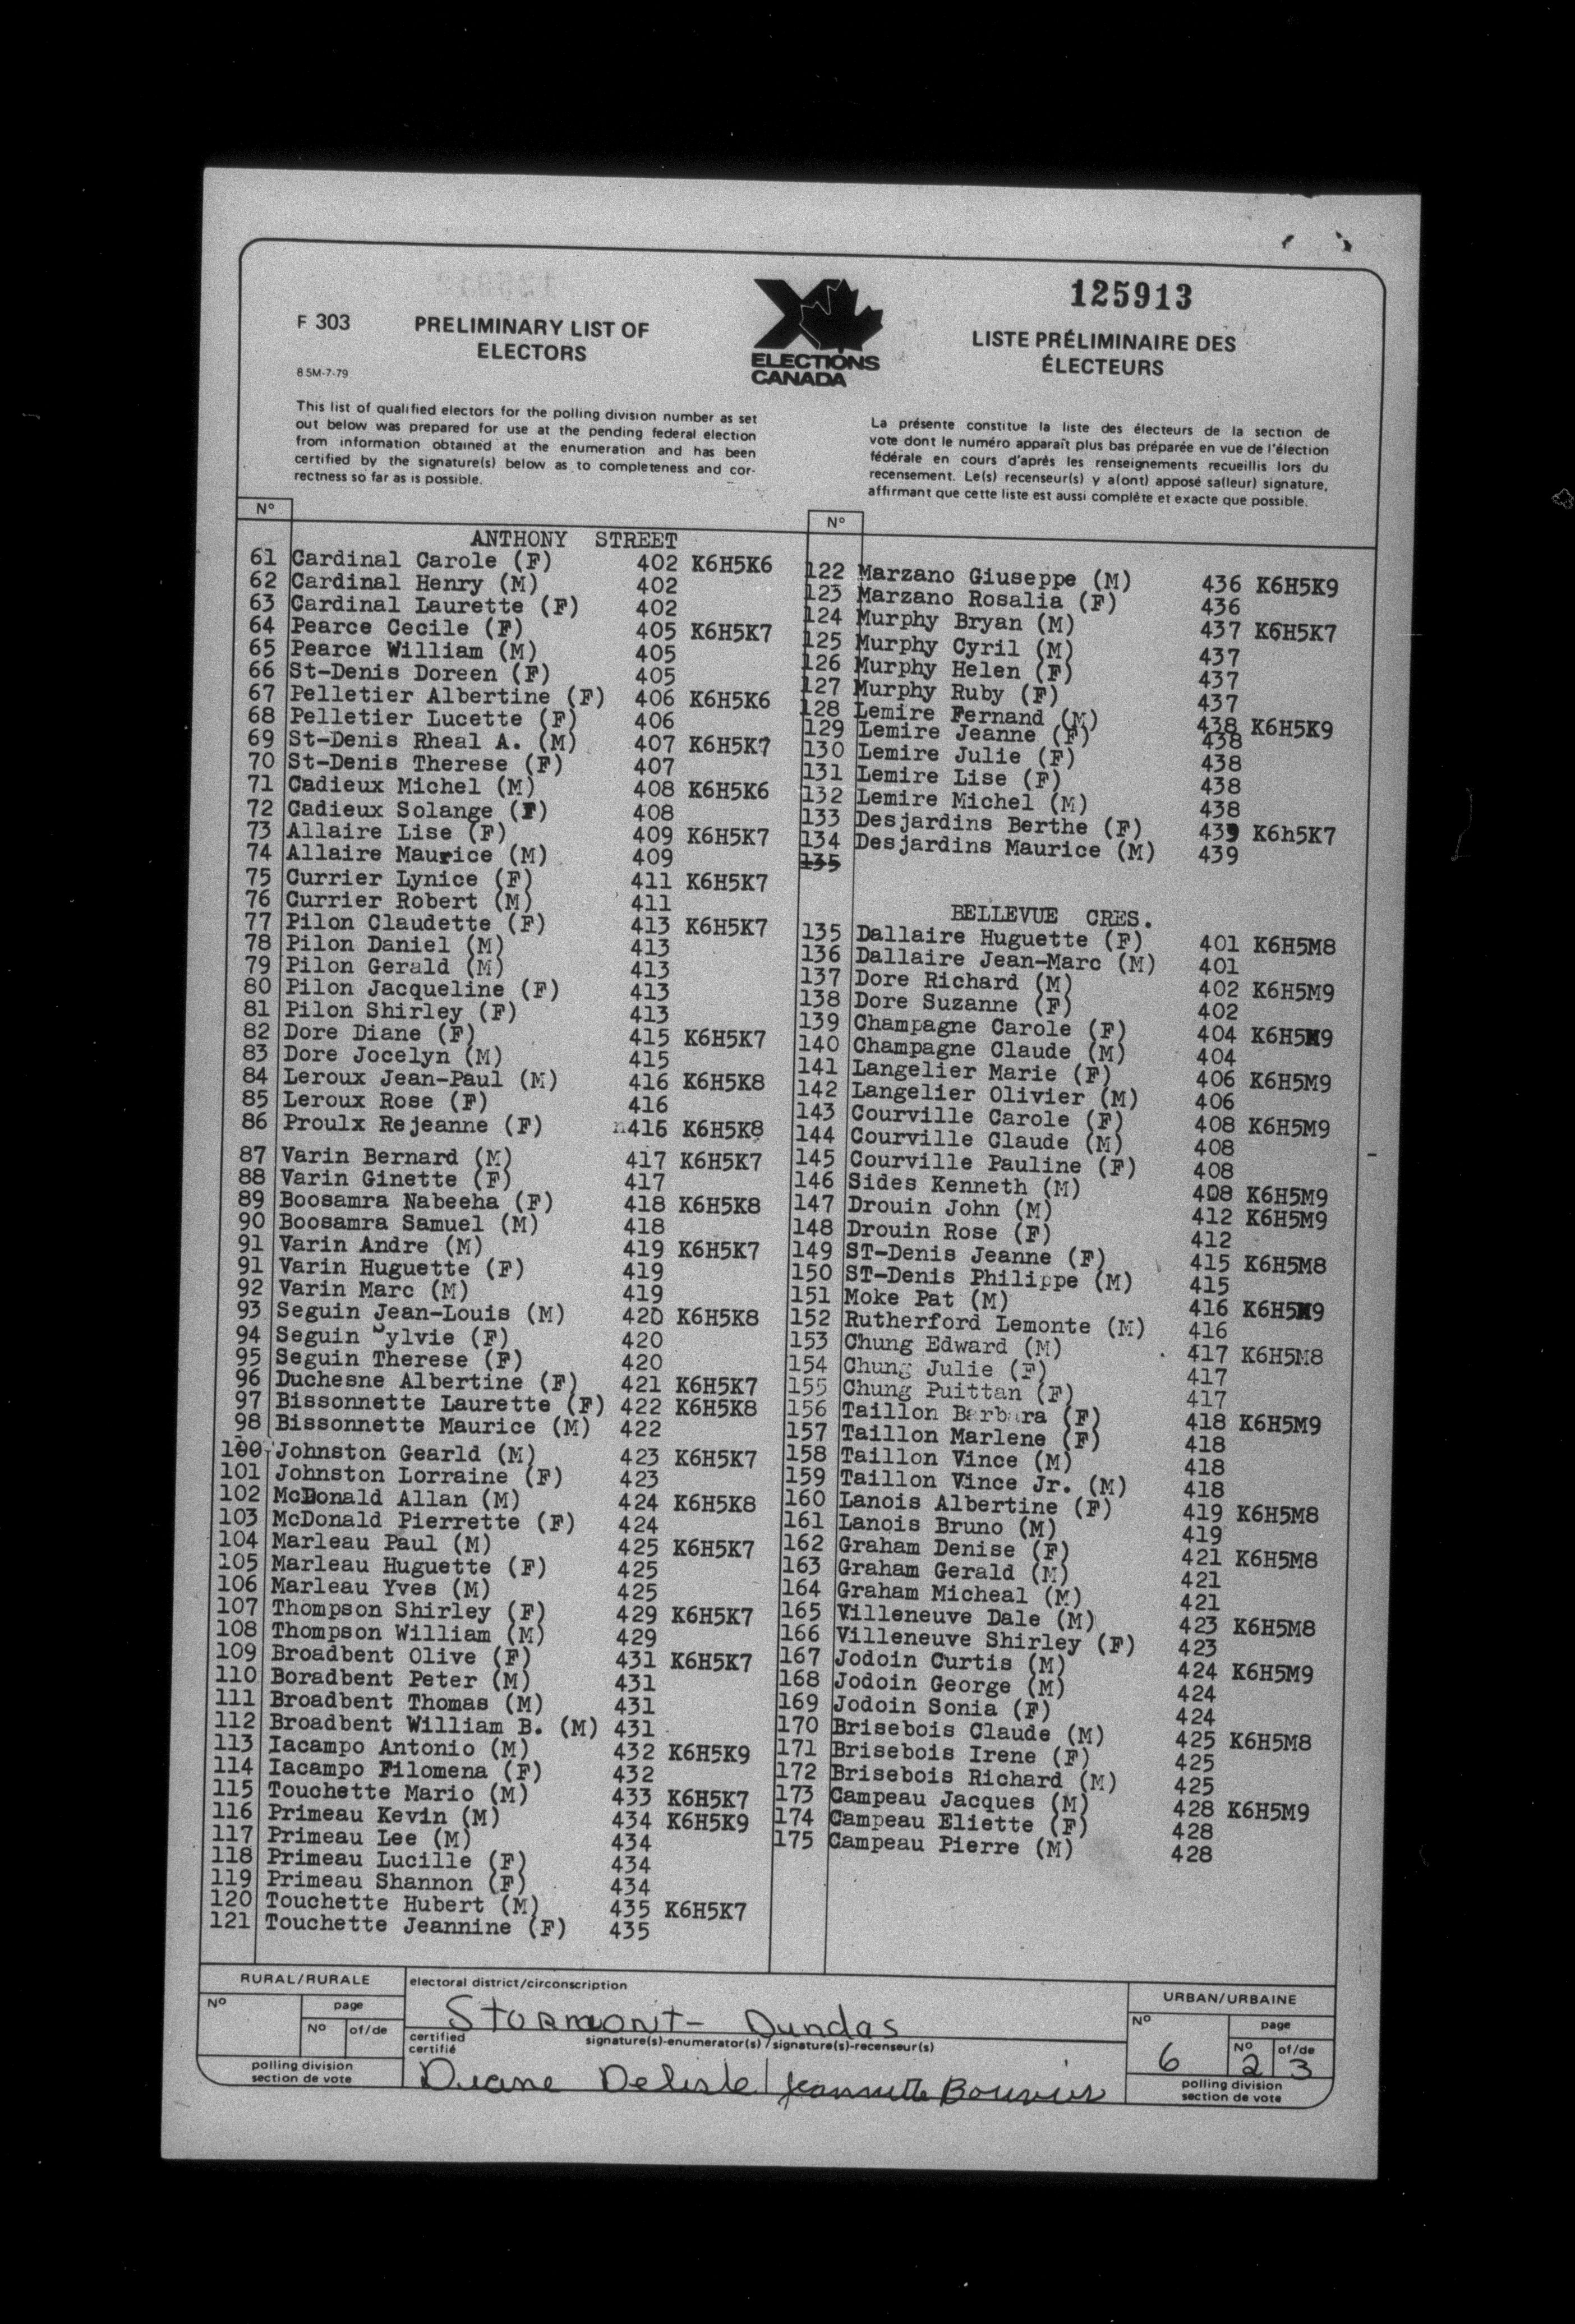 125913
F 303
PRELIMINARY LIST OF
ELECTORS
8.5M-7-79
ELECTIONS
CANADA
LISTE PRÉLIMINAIRE DES
ÉLECTEURS
This list of qualified electors for the polling division number as set
out below was prepared for use at the pending federal election
from information obtained at the enumeration and has been
certified by the signature(s) below as to completeness and cor-
rectness so far as is possible.
La présente constitue la liste des électeurs de la section de
vote dont le numéro apparaît plus bas préparée en vue de l'élection
fédérale en cours d'après les renseignements recueillis lors du
recensement. Le(s) recenseur(s) y a(ont) apposé sa(leur) signature,
affirmant que cette liste est aussi complète et exacte que possible.
Nº
ANTHONY STREET
61 Cardinal Carole (F) 402 K6H5K6
62 Cardinal Henry (M) 402
63 Cardinal Laurette (F) 402
64 Pearce Cecile (F) 405 K6H5K7
65 Pearce William (M) 405
66 St-Denis Doreen (F) 405
67 Pelletier Albertine (F) 406 K6H5K6
68 Pelletier Lucette (F) 406
69 St-Denis Rheal A. (M) 407 K6H5K7
70 St-Denis Therese (F) 407
71 Cadieux Michel (M) 408 K6H5K6
72 Cadieux Solange (F) 408
73 Allaire Lise (F) 409 K6H5K7
74 Allaire Maurice (M) 409
75 Currier Lynice (F) 411 K6H5K7
76 Currier Robert (M) 411
77 Pilon Claudette (F) 413 K6H5K7
78 Pilon Daniel (M) 413
79 Pilon Gerald (M) 413
80 Pilon Jacqueline (F) 413
81 Pilon Shirley (F) 413
82 Dore Diane (F) 415 K6H5K7
83 Dore Jocelyn (M) 415
84 Leroux Jean-Paul (M) 416 K6H5K8
85 Leroux Rose (F) 416
86 Proulx Rejeanne (F) 416 K6H5K8
87 Varin Bernard (M) 417 K6H5K7
88 Varin Ginette (F) 417
89 Boosamra Nabeeha (F) 418 K6H5K8
90 Boosamra Samuel (M) 418
91 Varin Andre (M) 419 K6H5K7
91 Varin Huguette (F) 419
92 Varin Marc (M) 419
93 Seguin Jean-Louis (M) 420 K6H5K8
94 Seguin Sylvie (F) 420
95 Seguin Therese (F) 420
96 Duchesne Albertine (F) 421 K6H5K7
97 Bissonnette Laurette (F) 422 K6H5K8
98 Bissonnette Maurice (M) 422
100 Johnston Gearld (M) 423 K6H5K7
101 Johnston Lorraine (F) 423
102 McDonald Allan (M) 424 K6H5K8
103 McDonald Pierrette (F) 424
104 Marleau Paul (M) 425 K6H5K7
105 Marleau Huguette (F) 425
106 Marleau Yves (M) 425
107 Thompson Shirley (F) 429 K6H5K7
108 Thompson William (M) 429
109 Broadbent Olive (F) 431 K6H5K7
110 Boradbent Peter (M) 431
111 Broadbent Thomas (M) 431
112 Broadbent William B. (M) 431
113 Iacampo Antonio (M) 432 K6H5K9
114 Iacampo Filomena (F) 432
115 Touchette Mario (M) 433 K6H5K7
116 Primeau Kevin (M) 434 K6H5K9
117 Primeau Lee (M) 434
118 Primeau Lucille (F) 434
119 Primeau Shannon (F) 434
120 Touchette Hubert (M) 435 K6H5K7
121 Touchette Jeannine (F) 435
Nº
122 Marzano Giuseppe (M) 436 K6H5K9
123 Marzano Rosalia (F) 436
124 Murphy Bryan (M) 437 K6H5K7
125 Murphy Cyril (M) 437
126 Murphy Helen (F) 437
127 Murphy Ruby (F) 437
128 Lemire Fernand (M) 438 K6H5K9
129 Lemire Jeanne (F) 438
130 Lemire Julie (F) 438
131 Lemire Lise (F) 438
132 Lemire Michel (M) 438
133 Desjardins Berthe (F) 439 K6h5K7
134 Desjardins Maurice (M) 439
135
BELLEVUE CRES.
135 Dallaire Huguette (F) 401 K6H5M8
136 Dallaire Jean-Marc (M) 401
137 Dore Richard (M) 402 K6H5M9
138 Dore Suzanne (F) 402
139 Champagne Carole (F) 404 K6H5M9
140 Champagne Claude (M) 404
141 Langelier Marie (F) 406 K6H5M9
142 Langelier Olivier (M) 406
143 Courville Carole (F) 408 K6H5M9
144 Courville Claude (M) 408
145 Courville Pauline (F) 408
146 Sides Kenneth (M) 408 K6H5M9
147 Drouin John (M) 412 K6H5M9
148 Drouin Rose (F) 412
149 ST-Denis Jeanne (F) 415 K6H5M8
150 ST-Denis Philippe (M) 415
151 Moke Pat (M) 416 K6H5M9
152 Rutherford Lemonte (M) 416
153 Chung Edward (M) 417 K6H5M8
154 Chung Julie (F) 417
155 Chung Puittan (F) 417
156 Taillon Barbara (F) 418 K6H5M9
157 Taillon Marlene (F) 418
158 Taillon Vince (M) 418
159 Taillon Vince Jr. (M) 418
160 Lanois Albertine (F) 419 K6H5M8
161 Lanois Bruno (M) 419
162 Graham Denise (F) 421 K6H5M8
163 Graham Gerald (M) 421
164 Graham Micheal (M) 421
165 Villeneuve Dale (M) 423 K6H5M8
166 Villeneuve Shirley (F) 423
167 Jodoin Curtis (M) 424 K6H5M9
168 Jodoin George (M) 424
169 Jodoin Sonia (F) 424
170 Brisebois Claude (M) 425 K6H5M8
171 Brisebois Irene (F) 425
172 Brisebois Richard (M) 425
173 Campeau Jacques (M) 428 K6H5M9
174 Campeau Eliette (F) 428
175 Campeau Pierre (M) 428
RURAL/RURALE
Nº
page
Nº of/de
polling division
section de vote
electoral district/circonscription
Stormont- Dundas
certified
certifié
signature(s)-enumerator(s)/signature(s)-recenseur(s)
Diane Delisle / Jeannette
URBAN/URBAINE
Nº 6
page
Nº 2 of/de 3
polling division
section de vote